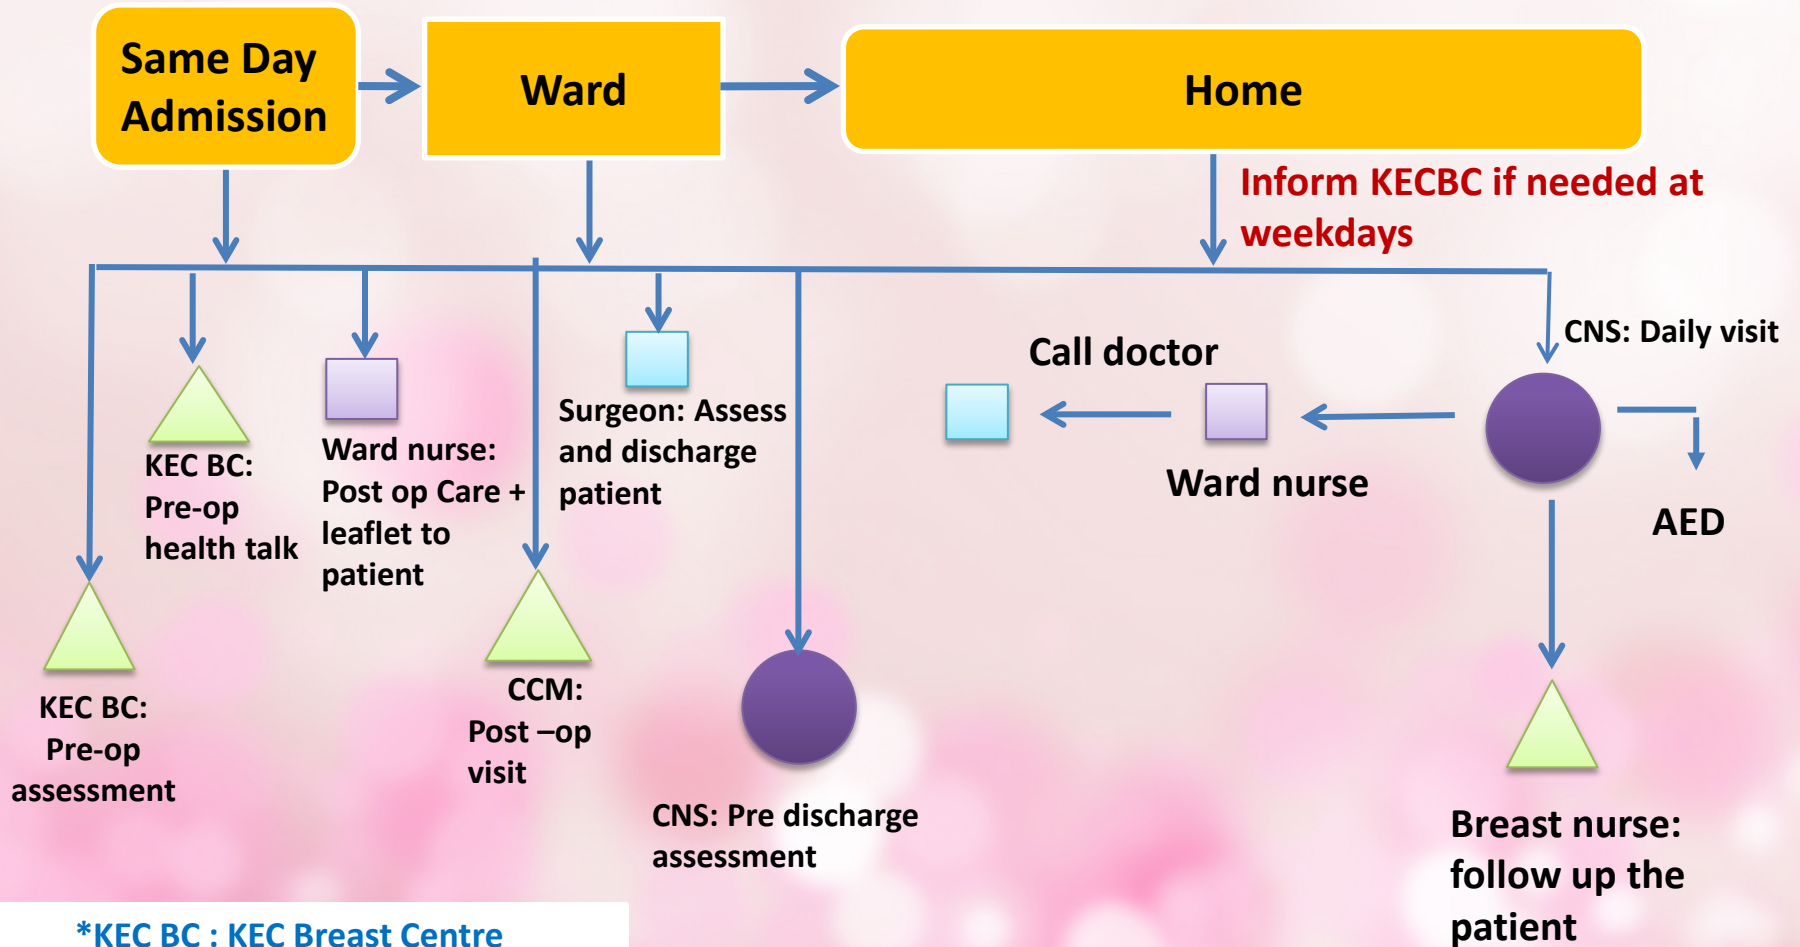 Same Day
Admission
Ward
Home
Inform KECBC if needed at
weekdays
KEC BC:
Pre-op
assessment
KEC BC:
Pre-op
health talk
Ward nurse:
Post op Care +
leaflet to
patient
CCM:
Post –op
visit
Surgeon: Assess
and discharge
patient
CNS: Pre discharge
assessment
Call doctor
Ward nurse
CNS: Daily visit
AED
Breast nurse:
follow up the
patient
*KEC BC : KEC Breast Centre